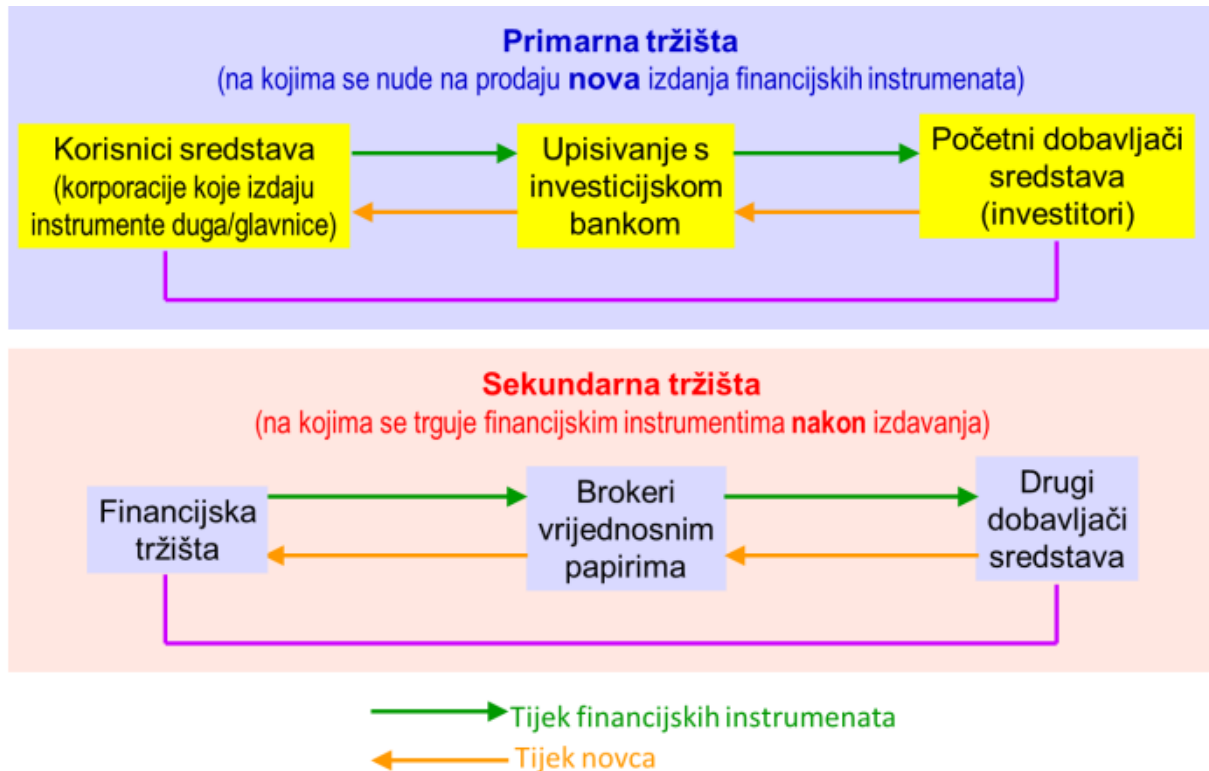 Primarna tržišta
(na kojima se nude na prodaju nova izdanja financijskih instrumenata)
Korisnici sredstava
(korporacije koje izdaju
instrumente duga/glavnice)
Upisivanje s
investicijskom
bankom
Početni dobavljači
sredstava
(investitori)
Sekundarna tržišta
(na kojima se trguje financijskim instrumentima nakon izdavanja)
Financijska
tržišta
Brokeri
vrijednosnim
papirima
Drugi
dobavljači
sredstava
Tijek financijskih instrumenata
Tijek novca